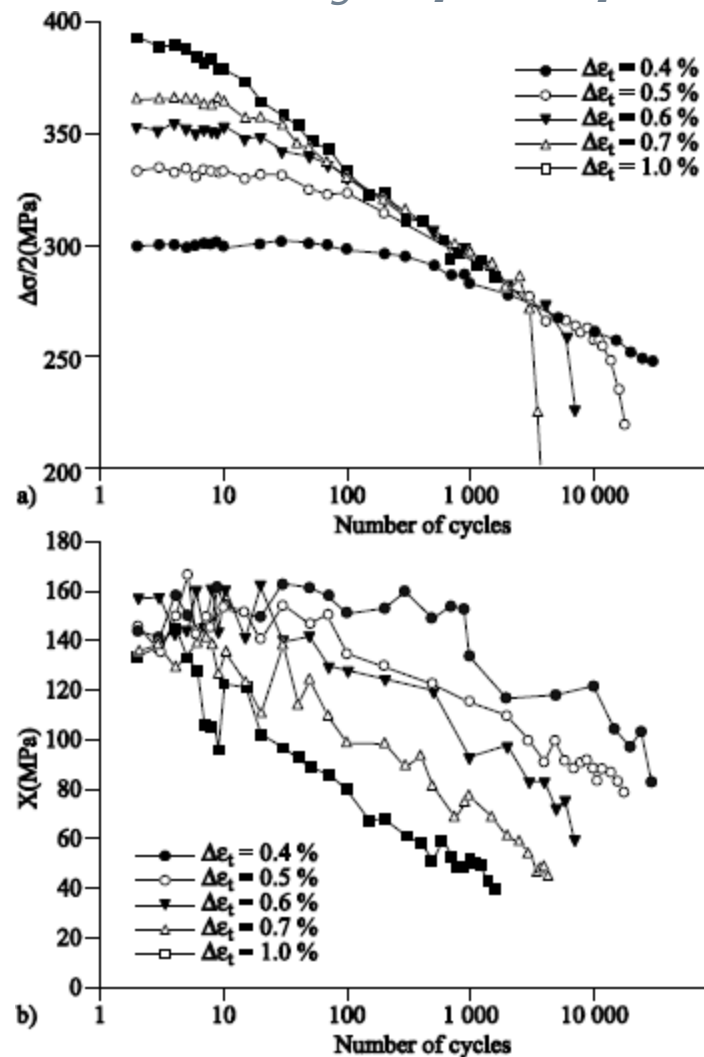 400
350
300
250
200
Δσ/2(MPa)
Δεt = 0.4 %
Δεt = 0.5 %
Δεt = 0.6 %
Δεt = 0.7 %
Δεt = 1.0 %
a)
1
10
100
1 000
10 000
Number of cycles
180
160
140
120
100
80
60
40
20
0
X(MPa)
Δεt = 0.4 %
Δεt = 0.5 %
Δεt = 0.6 %
Δεt = 0.7 %
Δεt = 1.0 %
b)
1
10
100
1 000
10 000
Number of cycles